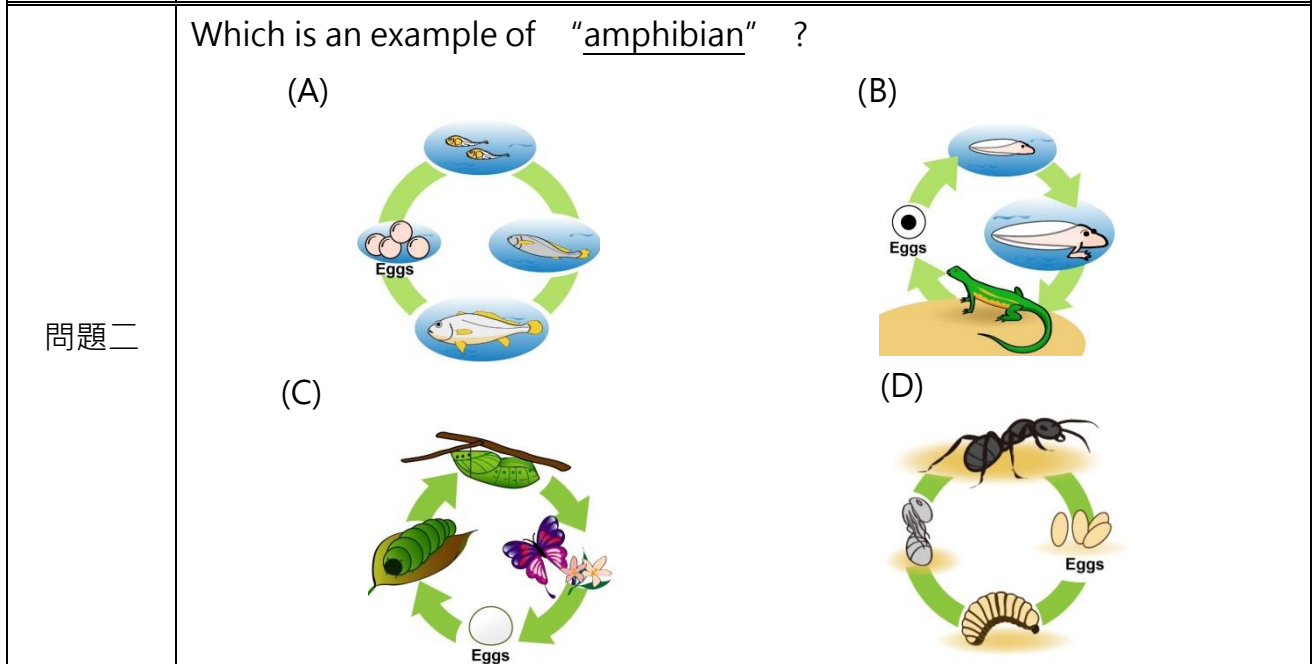 問題二
Which is an example of “amphibian” ?
(A)
(B)
Eggs
Eggs
(C)
(D)
Eggs
Eggs